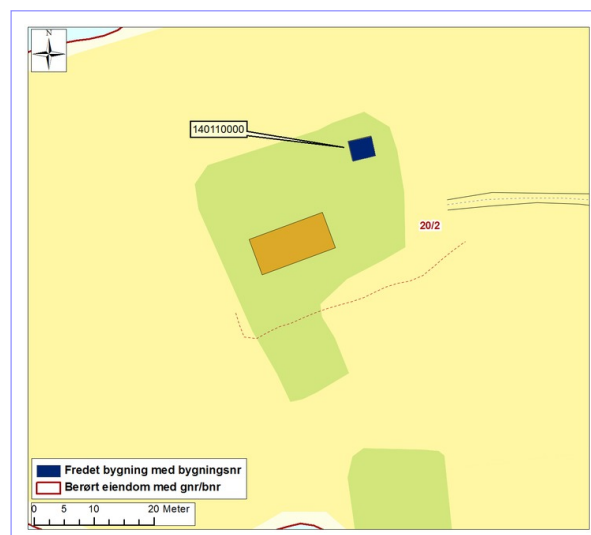 N
140110000
20/2
Fredet bygning med bygningsnr
Berørt eiendom med gnr/bnr
0 5 10 20 Meter